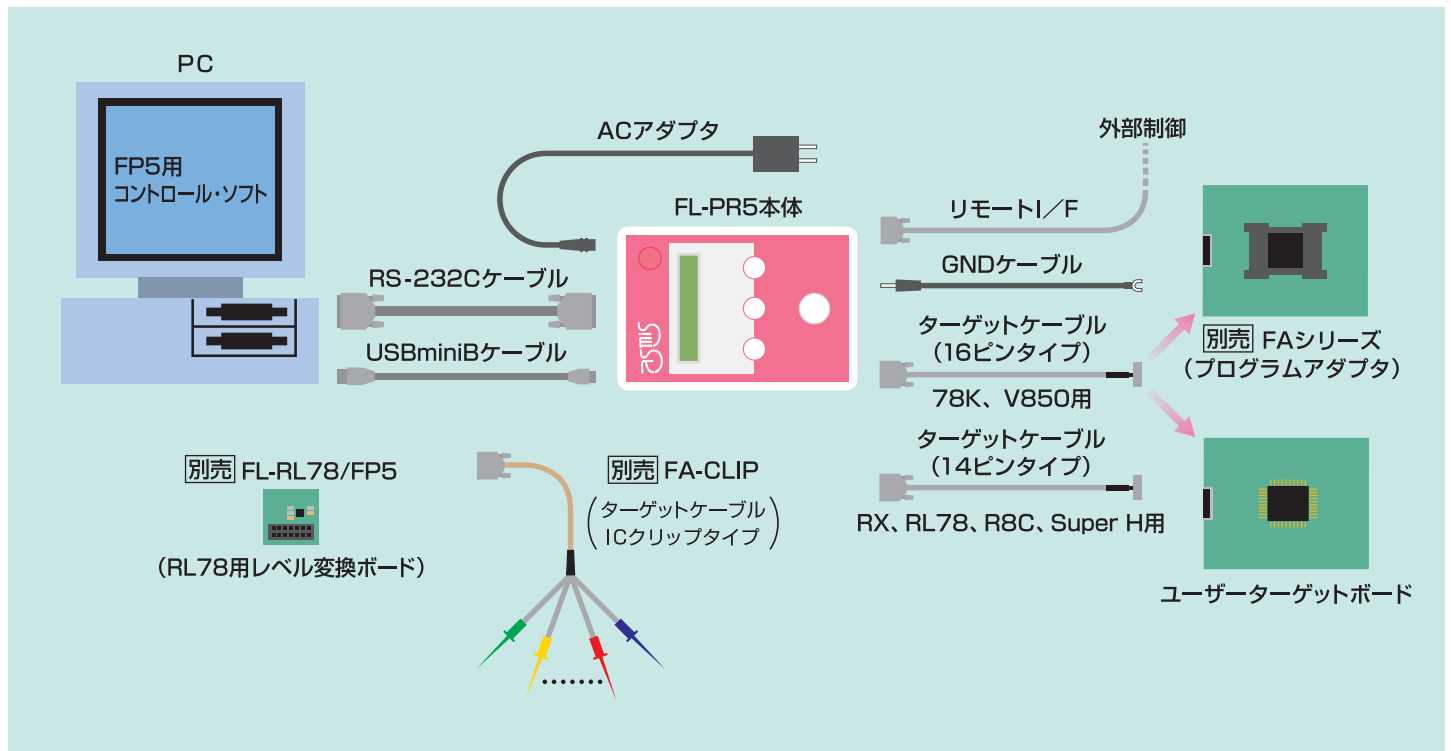 PC
FP5用
コントロール・ソフト
ACアダプタ
FL-PR5本体
RS-232Cケーブル
USBminiBケーブル
外部制御
リモートI／F
GNDケーブル
ターゲットケーブル
（16ピンタイプ）
78K、V850用
ターゲットケーブル
（14ピンタイプ）
RX、RL78、R8C、Super H用
別売 FAシリーズ
（プログラムアダプタ）
ユーザーターゲットボード
別売 FL-RL78/FP5
（RL78用レベル変換ボード）
別売 FA-CLIP
（ターゲットケーブル
ICクリップタイプ）